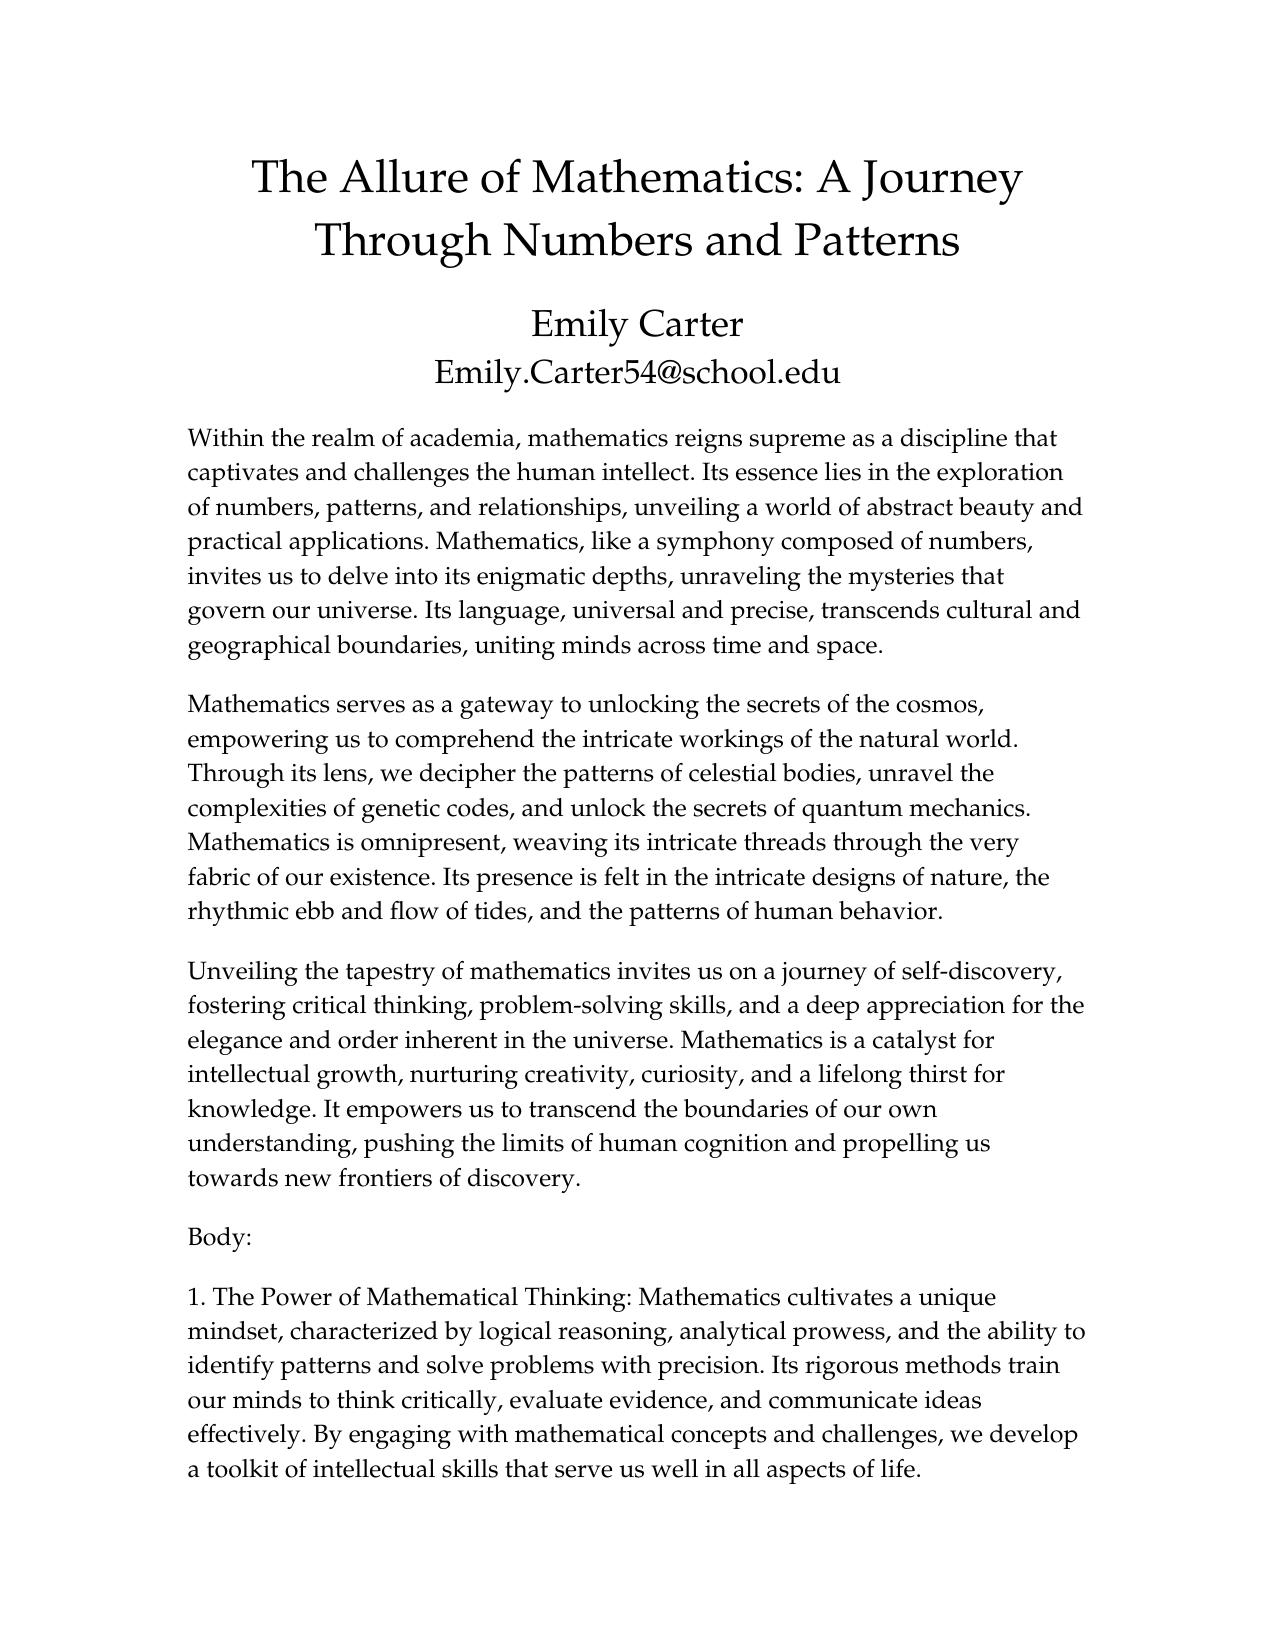 The Allure of Mathematics: A Journey
Through Numbers and Patterns
Emily Carter
Emily.Carter54@school.edu
Within the realm of academia, mathematics reigns supreme as a discipline that
captivates and challenges the human intellect. Its essence lies in the exploration
of numbers, patterns, and relationships, unveiling a world of abstract beauty and
practical applications. Mathematics, like a symphony composed of numbers,
invites us to delve into its enigmatic depths, unraveling the mysteries that
govern our universe. Its language, universal and precise, transcends cultural and
geographical boundaries, uniting minds across time and space.
Mathematics serves as a gateway to unlocking the secrets of the cosmos,
empowering us to comprehend the intricate workings of the natural world.
Through its lens, we decipher the patterns of celestial bodies, unravel the
complexities of genetic codes, and unlock the secrets of quantum mechanics.
Mathematics is omnipresent, weaving its intricate threads through the very
fabric of our existence. Its presence is felt in the intricate designs of nature, the
rhythmic ebb and flow of tides, and the patterns of human behavior.
Unveiling the tapestry of mathematics invites us on a journey of self-discovery,
fostering critical thinking, problem-solving skills, and a deep appreciation for the
elegance and order inherent in the universe. Mathematics is a catalyst for
intellectual growth, nurturing creativity, curiosity, and a lifelong thirst for
knowledge. It empowers us to transcend the boundaries of our own
understanding, pushing the limits of human cognition and propelling us
towards new frontiers of discovery.
Body:
1. The Power of Mathematical Thinking: Mathematics cultivates a unique
mindset, characterized by logical reasoning, analytical prowess, and the ability to
identify patterns and solve problems with precision. Its rigorous methods train
our minds to think critically, evaluate evidence, and communicate ideas
effectively. By engaging with mathematical concepts and challenges, we develop
a toolkit of intellectual skills that serve us well in all aspects of life.